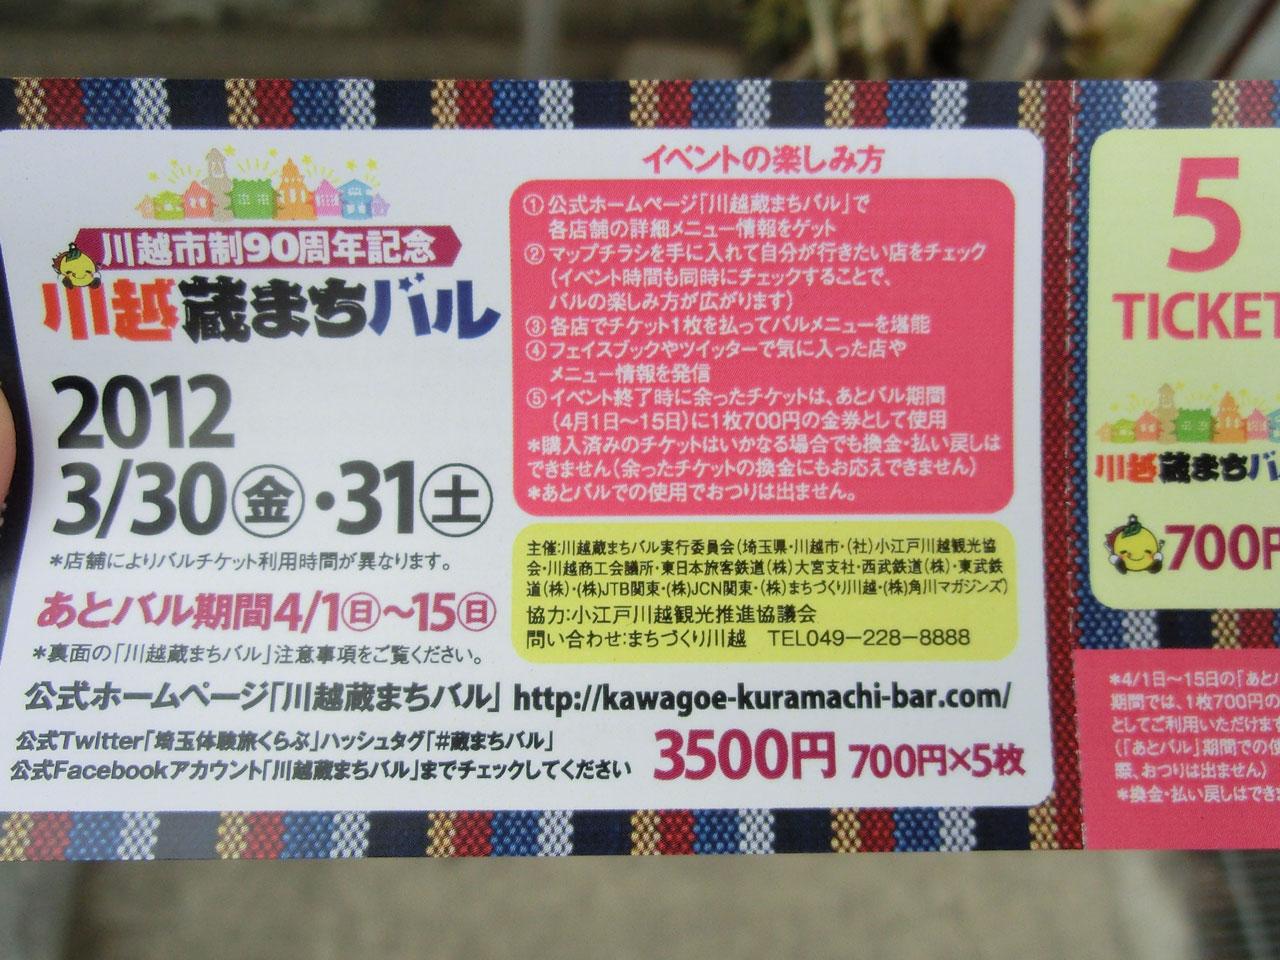 川越市制90周年記念
川越蔵まちバル
2012
3/30金・31土
*店舗によりバルチケット利用時間が異なります。
あとバル期間4/1日～15日
*裏面の「川越蔵まちバル」注意事項をご覧ください。
イベントの楽しみ方
①公式ホームページ「川越蔵まちバル」で
各店舗の詳細メニュー情報をゲット
②マップチラシを手に入れて自分が行きたい店をチェック
(イベント時間も同時にチェックすることで、
バルの楽しみ方が広がります)
③各店でチケット1枚を払ってバルメニューを堪能
④フェイスブックやツイッターで気に入った店や
メニュー情報を発信
⑤イベント終了時に余ったチケットは、あとバル期間
(4月1日~15日)に1枚700円の金券として使用
*購入済みのチケットはいかなる場合でも換金・払い戻しは
できません(余ったチケットの換金にもお応えできません)
*あとバルでの使用でおつりは出ません。
主催:川越蔵まちバル実行委員会(埼玉県・川越市・(社)小江戸川越観光協
会・川越商工会議所・東日本旅客鉄道(株)大宮支社・西武鉄道(株)・東武鉄
道(株)・(株)JTB関東・(株)JCN関東・(株)まちづくり川越・(株)角川マガジンズ)
協力:小江戸川越観光推進協議会
問い合わせ:まちづくり川越 TEL049-228-8888
公式ホームページ「川越蔵まちバル」 http://kawagoe-kuramachi-bar.com/
公式Twitter「埼玉体験旅くらぶ」ハッシュタグ「#蔵まちバル」
公式Facebookアカウント「川越蔵まちバル」までチェックしてください
3500円 700円×5枚
5
TICKET
川越蔵まちバ
700円
*4/1日~15日の「あとバ
期間では、1枚700円の
としてご利用いただけます
(「あとバル」期間での使
際、おつりは出ません)
*換金・払い戻しはできま